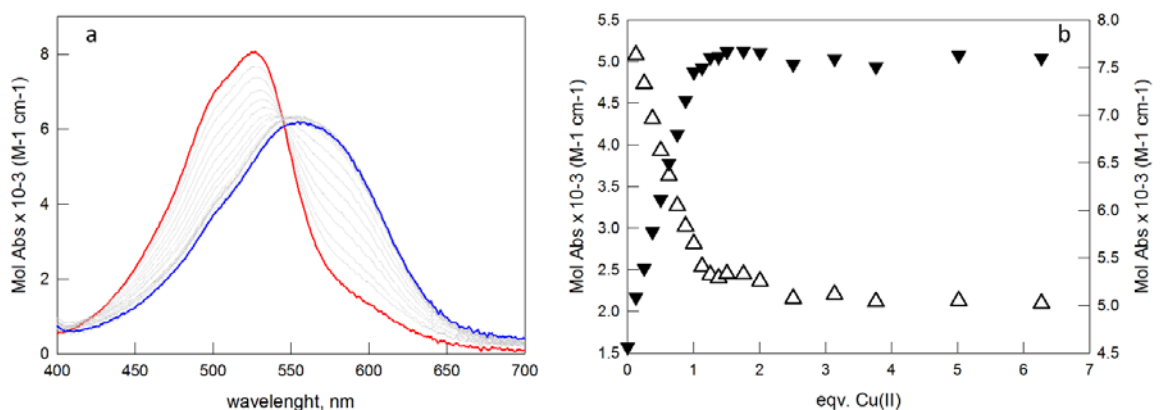 a
8
6
4
2
0
Mol Abs x 10-3 (M-1 cm-1)
400 450 500 550 600 650 700
wavelenght, nm
b
5.5
5.0
4.5
4.0
3.5
3.0
2.5
2.0
1.5
Mol Abs x 10-3 (M-1 cm-1)
8.0
7.5
7.0
6.5
6.0
5.5
5.0
4.5
Mol Abs x 10-3 (M-1 cm-1)
0 1 2 3 4 5 6 7
eqv. Cu(II)